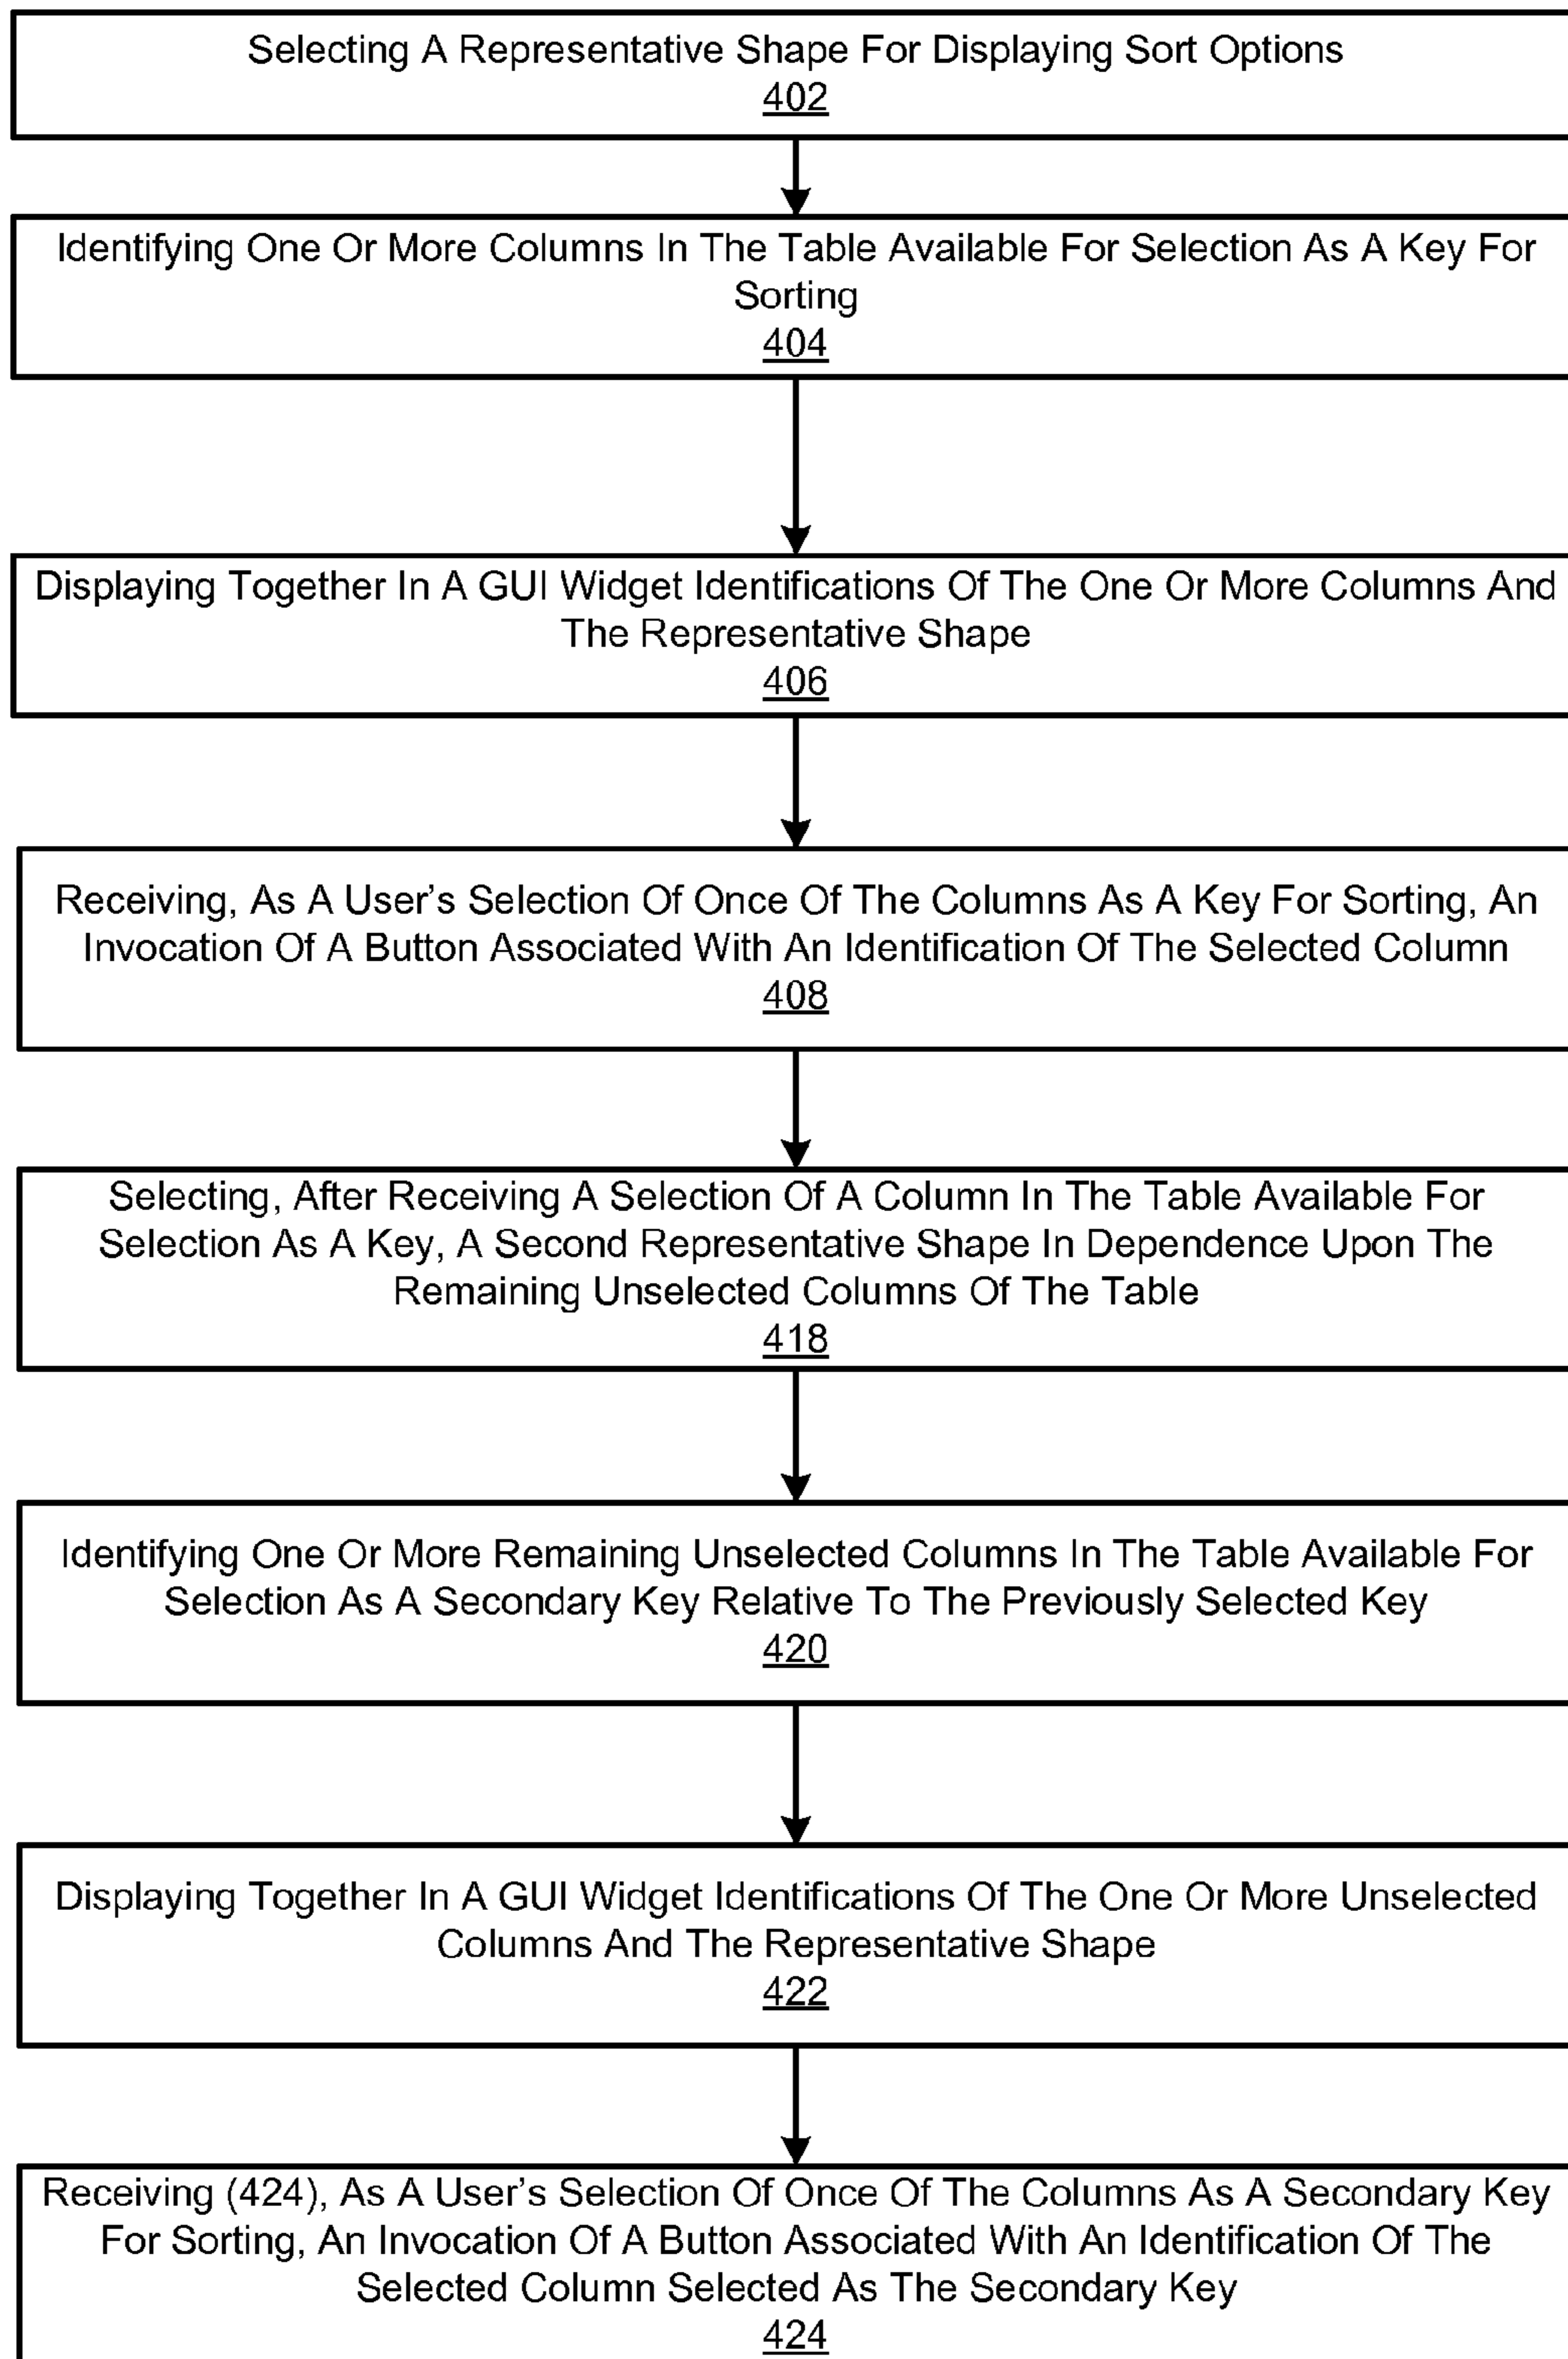 Selecting A Representative Shape For Displaying Sort Options
402
Identifying One Or More Columns In The Table Available For Selection As A Key For
Sorting
404
Displaying Together In A GUI Widget Identifications Of The One Or More Columns And
The Representative Shape
406
Receiving, As A User's Selection Of Once Of The Columns As A Key For Sorting, An
Invocation Of A Button Associated With An Identification Of The Selected Column
408
Selecting, After Receiving A Selection Of A Column In The Table Available For
Selection As A Key, A Second Representative Shape In Dependence Upon The
Remaining Unselected Columns Of The Table
418
Identifying One Or More Remaining Unselected Columns In The Table Available For
Selection As A Secondary Key Relative To The Previously Selected Key
420
Displaying Together In A GUI Widget Identifications Of The One Or More Unselected
Columns And The Representative Shape
422
Receiving (424), As A User's Selection Of Once Of The Columns As A Secondary Key
For Sorting, An Invocation Of A Button Associated With An Identification Of The
Selected Column Selected As The Secondary Key
424